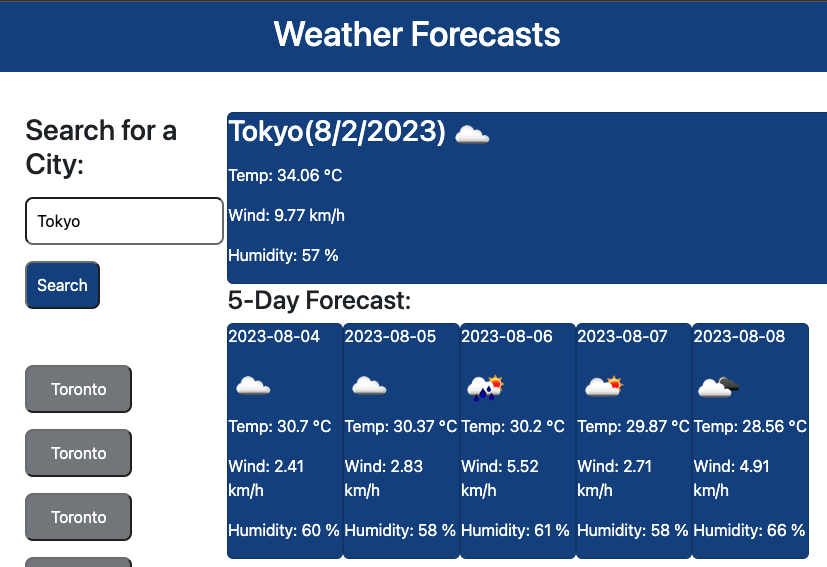 Weather Forecasts
Search for a
City:
Tokyo
Search
Toronto
Toronto
Toronto
Tokyo(8/2/2023)
Temp: 34.06 °C
Wind: 9.77 km/h
Humidity: 57 %
5-Day Forecast:
2023-08-04
Temp: 30.7 °C
Wind: 2.41
km/h
Humidity: 60 %
2023-08-05
Temp: 30.37 °C
Wind: 2.83
km/h
Humidity: 58 %
2023-08-06
Temp: 30.2 °C
Wind: 5.52
km/h
Humidity: 61 %
2023-08-07
Temp: 29.87 °C
Wind: 2.71
km/h
Humidity: 58 %
2023-08-08
Temp: 28.56 °C
Wind: 4.91
km/h
Humidity: 66 %